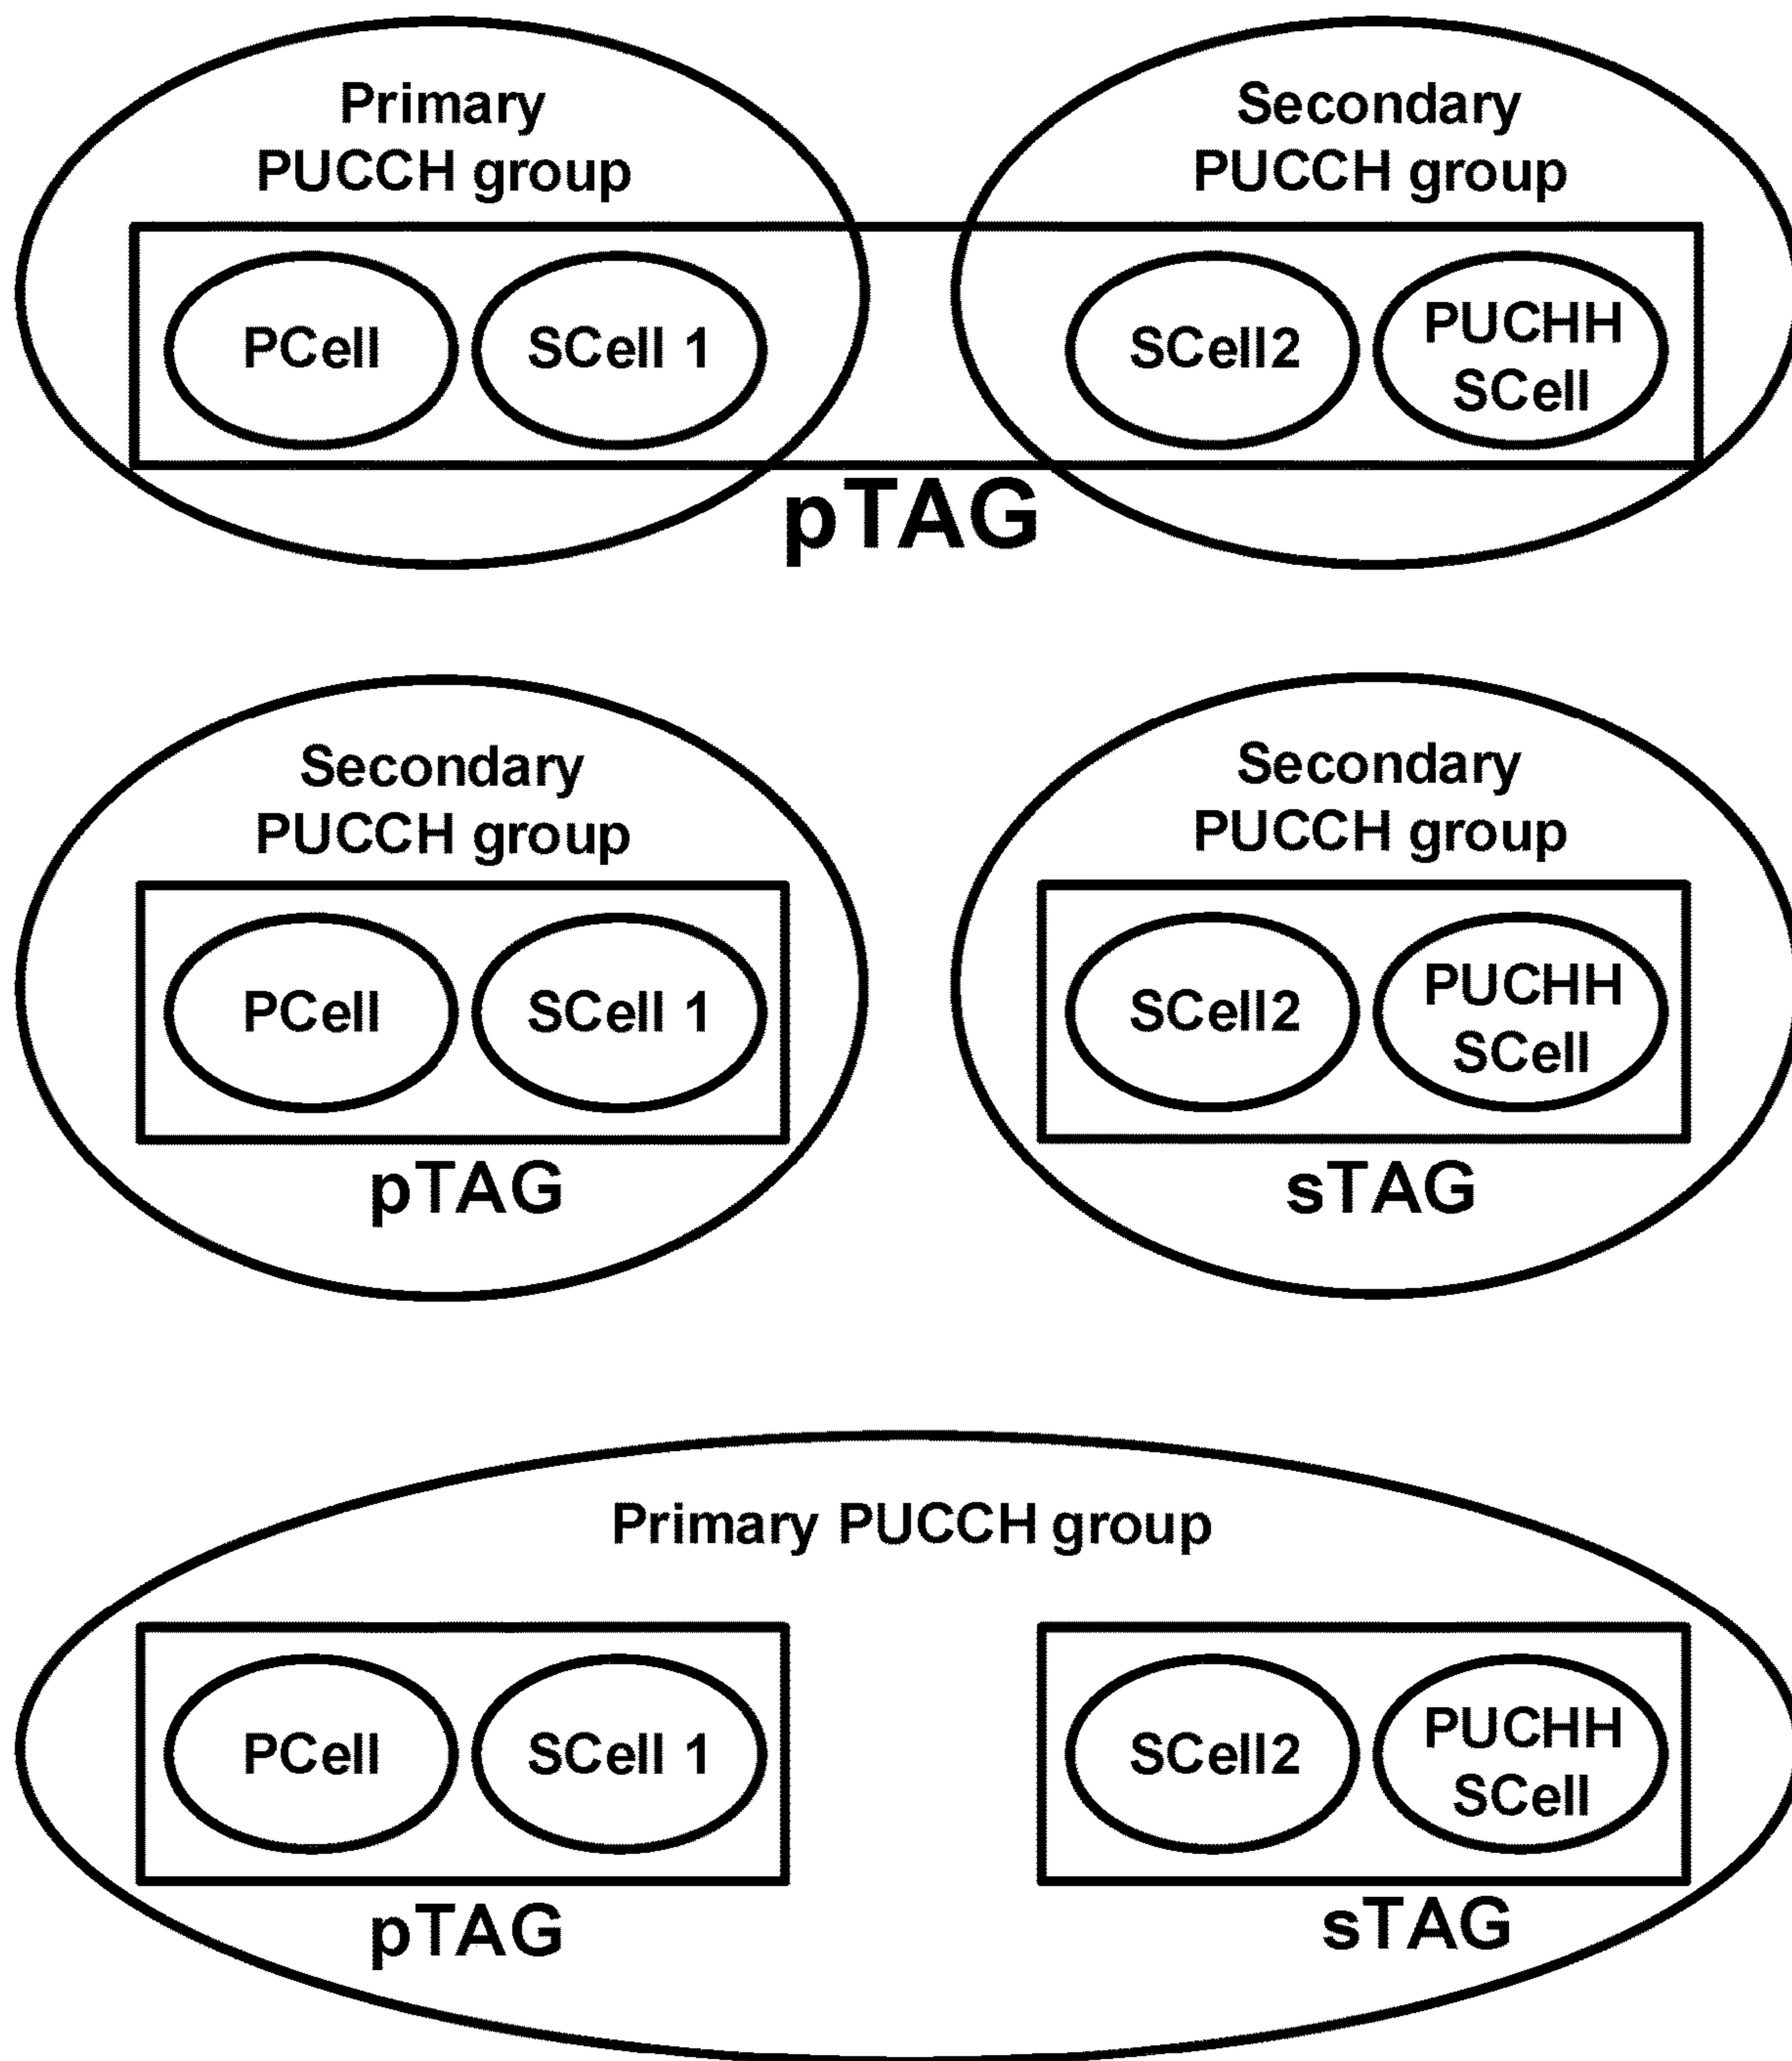 Primary
PUCCH group
Secondary
PUCCH group
PCell
SCell 1
SCell2
PUCHH
SCell
pTAG
Secondary
PUCCH group
Secondary
PUCCH group
PCell
SCell 1
SCell2
PUCHH
SCell
pTAG
sTAG
Primary PUCCH group
PCell
SCell 1
SCell2
PUCHH
SCell
pTAG
sTAG